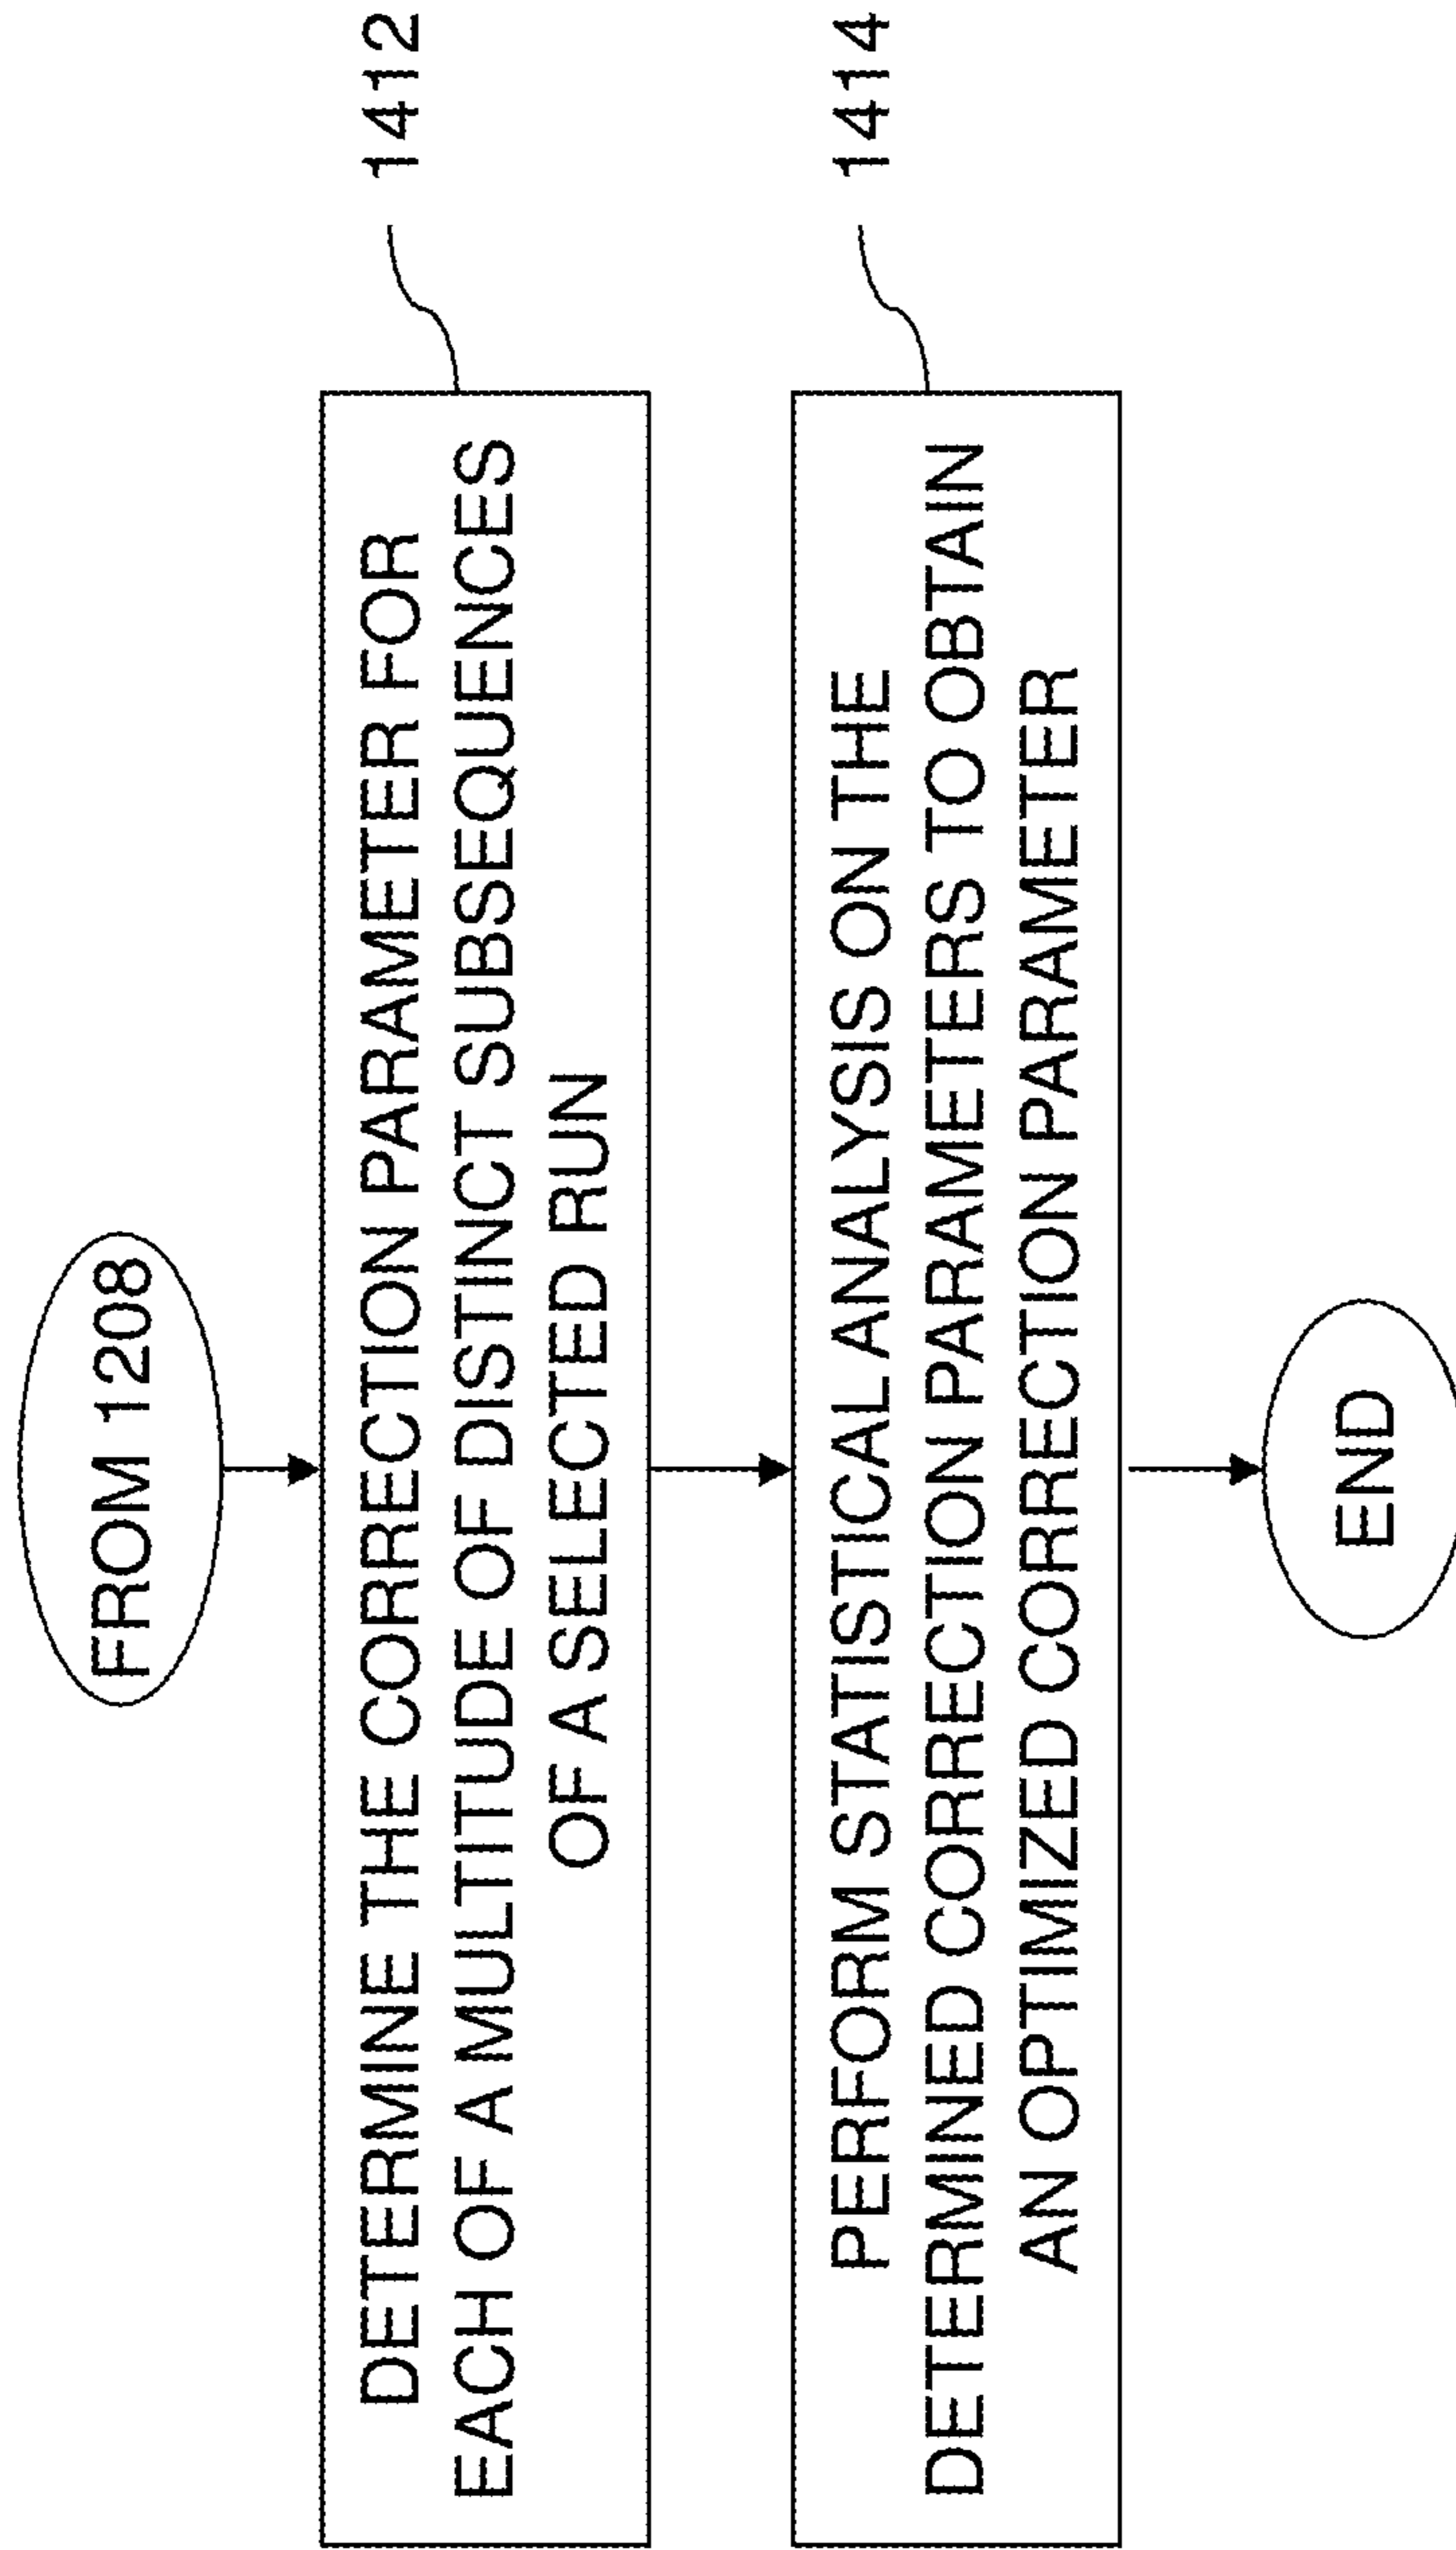 FROM 1208
DETERMINE THE CORRECTION PARAMETER FOR
EACH OF A MULTITUDE OF DISTINCT SUBSEQUENCES
OF A SELECTED RUN
1412
PERFORM STATISTICAL ANALYSIS ON THE
DETERMINED CORRECTION PARAMETERS TO OBTAIN
AN OPTIMIZED CORRECTION PARAMETER
1414
END